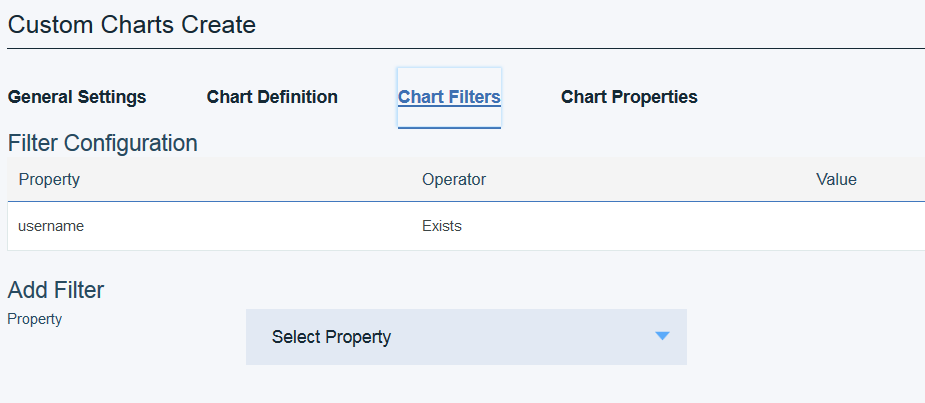 Custom Charts Create
General Settings Chart Definition Chart Filters Chart Properties
Filter Configuration
Property Operator Value
username Exists
Add Filter
Property
Select Property